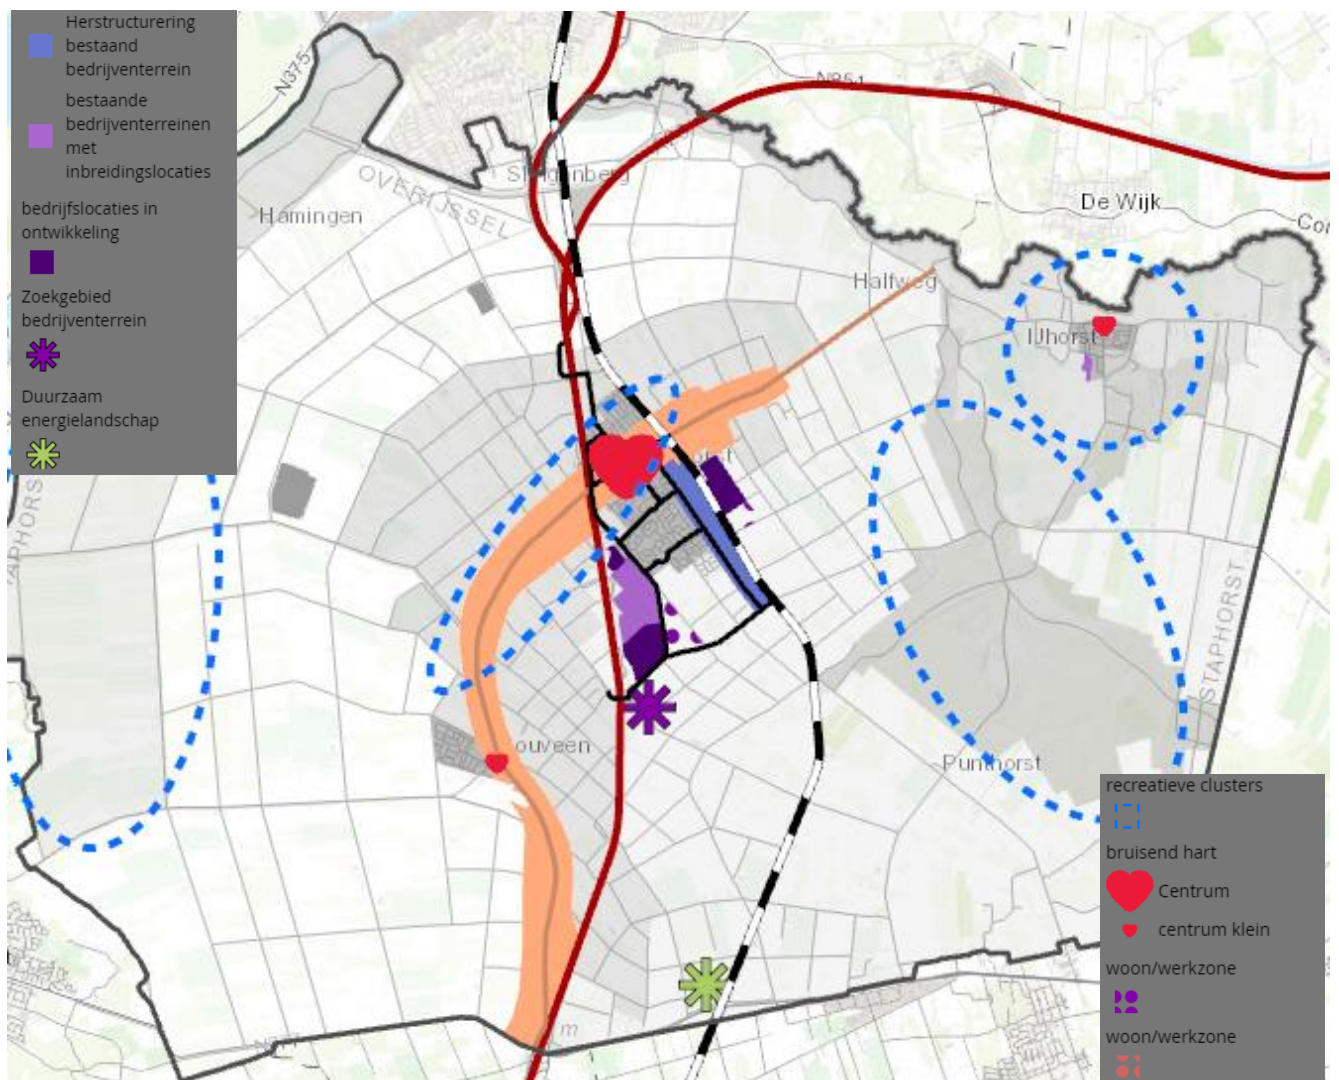 Herstructurering
bestaand
bedrijventerrein
bestaande
bedrijventerreinen
met
inbreidingslocaties
bedrijfslocaties in
ontwikkeling
Zoekgebied
bedrijventerrein
Duurzaam
energielandschap
N375
N851
OVERIJSSEL
Hamingen
De Wijk
Halfweg
IJhorst
STAPHORST
ouveen
Punthorst
recreatieve clusters
bruisend hart
Centrum
centrum klein
woon/werkzone
woon/werkzone